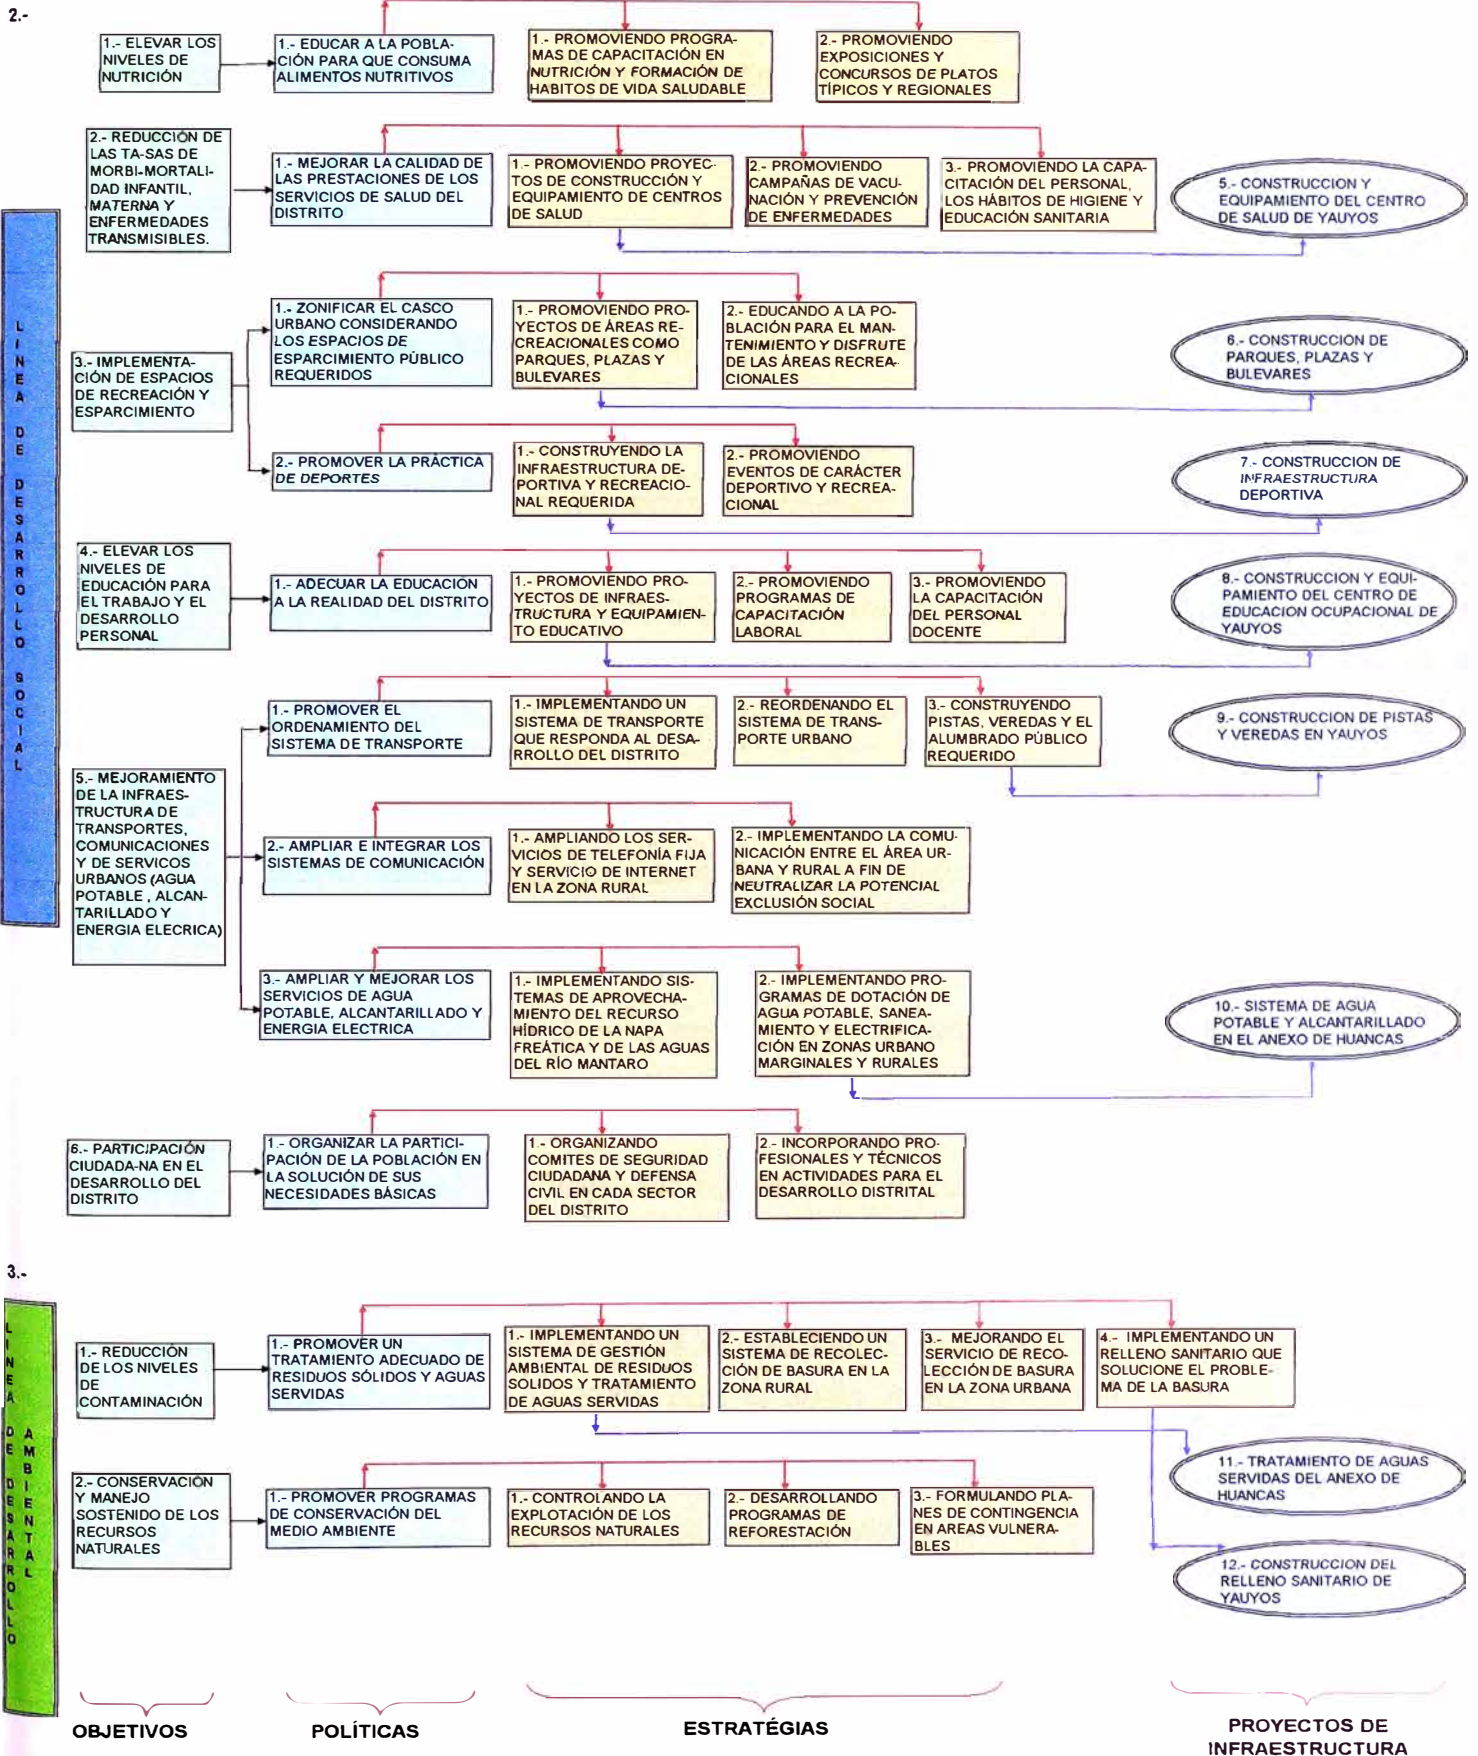 2.-
LINEA DE DESARROLLO SOCIAL
1.- ELEVAR LOS
NIVELES DE
NUTRICIÓN
1.- EDUCAR A LA POBLA-
CIÓN PARA QUE CONSUMA
ALIMENTOS NUTRITIVOS
1.- PROMOVIENDO PROGRA-
MAS DE CAPACITACIÓN EN
NUTRICIÓN Y FORMACIÓN DE
HABITOS DE VIDA SALUDABLE
2.- PROMOVIENDO
EXPOSICIONES Y
CONCURSOS DE PLATOS
TÍPICOS Y REGIONALES
2.- REDUCCIÓN DE
LAS TA-SAS DE
MORBI-MORTALI-
DAD INFANTIL,
MATERNA Y
ENFERMEDADES
TRANSMISIBLES.
1.- MEJORAR LA CALIDAD DE
LAS PRESTACIONES DE LOS
SERVICIOS DE SALUD DEL
DISTRITO
1.- PROMOVIENDO PROYEC-
TOS DE CONSTRUCCIÓN Y
EQUIPAMIENTO DE CENTROS
DE SALUD
2.- PROMOVIENDO
CAMPAÑAS DE VACU-
NACIÓN Y PREVENCIÓN
DE ENFERMEDADES
3.- PROMOVIENDO LA CAPA-
CITACIÓN DEL PERSONAL,
LOS HÁBITOS DE HIGIENE Y
EDUCACIÓN SANITARIA
5.- CONSTRUCCION Y
EQUIPAMIENTO DEL CENTRO
DE SALUD DE YAUYOS
3.- IMPLEMENTA-
CIÓN DE ESPACIOS
DE RECREACIÓN Y
ESPARCIMIENTO
1.- ZONIFICAR EL CASCO
URBANO CONSIDERANDO
LOS ESPACIOS DE
ESPARCIMIENTO PÚBLICO
REQUERIDOS
1.- PROMOVIENDO PRO-
YECTOS DE ÁREAS RE-
CREACIONALES COMO
PARQUES, PLAZAS Y
BULEVARES
2.- EDUCANDO A LA PO-
BLACIÓN PARA EL MAN-
TENIMIENTO Y DISFRUTE
DE LAS ÁREAS RECREA-
CIONALES
6.- CONSTRUCCION DE
PARQUES, PLAZAS Y
BULEVARES
2.- PROMOVER LA PRÁCTICA
DE DEPORTES
1.- CONSTRUYENDO LA
INFRAESTRUCTURA DE-
PORTIVA Y RECREACIO-
NAL REQUERIDA
2.- PROMOVIENDO
EVENTOS DE CARÁCTER
DEPORTIVO Y RECREA-
CIONAL
7.- CONSTRUCCION DE
INFRAESTRUCTURA
DEPORTIVA
4.- ELEVAR LOS
NIVELES DE
EDUCACIÓN PARA
EL TRABAJO Y EL
DESARROLLO
PERSONAL
1.- ADECUAR LA EDUCACIÓN
A LA REALIDAD DEL DISTRITO
1.- PROMOVIENDO PRO-
YECTOS DE INFRAES-
TRUCTURA Y EQUIPAMIEN-
TO EDUCATIVO
2.- PROMOVIENDO
PROGRAMAS DE
CAPACITACIÓN
LABORAL
3.- PROMOVIENDO
LA CAPACITACIÓN
DEL PERSONAL
DOCENTE
8.- CONSTRUCCION Y EQUI-
PAMIENTO DEL CENTRO DE
EDUCACION OCUPACIONAL DE
YAUYOS
5.- MEJORAMIENTO
DE LA INFRAES-
TRUCTURA DE
TRANSPORTES,
COMUNICACIONES
Y DE SERVICOS
URBANOS (AGUA
POTABLE , ALCAN-
TARILLADO Y
ENERGIA ELECRICA)
1.- PROMOVER EL
ORDENAMIENTO DEL
SISTEMA DE TRANSPORTE
1.- IMPLEMENTANDO UN
SISTEMA DE TRANSPORTE
QUE RESPONDA AL DESA-
RROLLO DEL DISTRITO
2.- REORDENANDO EL
SISTEMA DE TRANS-
PORTE URBANO
3.- CONSTRUYENDO
PISTAS, VEREDAS Y EL
ALUMBRADO PÚBLICO
REQUERIDO
9.- CONSTRUCCION DE PISTAS
Y VEREDAS EN YAUYOS
2.- AMPLIAR E INTEGRAR LOS
SISTEMAS DE COMUNICACIÓN
1.- AMPLIANDO LOS SER-
VICIOS DE TELEFONÍA FIJA
Y SERVICIO DE INTERNET
EN LA ZONA RURAL
2.- IMPLEMENTANDO LA COMU-
NICACIÓN ENTRE EL ÁREA UR-
BANA Y RURAL A FIN DE
NEUTRALIZAR LA POTENCIAL
EXCLUSIÓN SOCIAL
3.- AMPLIAR Y MEJORAR LOS
SERVICIOS DE AGUA
POTABLE, ALCANTARILLADO Y
ENERGIA ELECTRICA
1.- IMPLEMENTANDO SIS-
TEMAS DE APROVECHA-
MIENTO DEL RECURSO
HÍDRICO DE LA NAPA
FREÁTICA Y DE LAS AGUAS
DEL RÍO MANTARO
2.- IMPLEMENTANDO PRO-
GRAMAS DE DOTACIÓN DE
AGUA POTABLE, SANEA-
MIENTO Y ELECTRIFICA-
CIÓN EN ZONAS URBANO
MARGINALES Y RURALES
10.- SISTEMA DE AGUA
POTABLE Y ALCANTARILLADO
EN EL ANEXO DE HUANCAS
6.- PARTICIPACIÓN
CIUDADA-NA EN EL
DESARROLLO DEL
DISTRITO
1.- ORGANIZAR LA PARTICI-
PACIÓN DE LA POBLACIÓN EN
LA SOLUCIÓN DE SUS
NECESIDADES BÁSICAS
1.- ORGANIZANDO
COMITES DE SEGURIDAD
CIUDADANA Y DEFENSA
CIVIL EN CADA SECTOR
DEL DISTRITO
2.- INCORPORANDO PRO-
FESIONALES Y TÉCNICOS
EN ACTIVIDADES PARA EL
DESARROLLO DISTRITAL
3.-
LINEA DE DESARROLLO
AMBIENTAL
1.- REDUCCIÓN
DE LOS NIVELES
DE
CONTAMINACIÓN
1.- PROMOVER UN
TRATAMIENTO ADECUADO DE
RESIDUOS SÓLIDOS Y AGUAS
SERVIDAS
1.- IMPLEMENTANDO UN
SISTEMA DE GESTIÓN
AMBIENTAL DE RESIDUOS
SOLIDOS Y TRATAMIENTO
DE AGUAS SERVIDAS
2.- ESTABLECIENDO UN
SISTEMA DE RECOLEC-
CIÓN DE BASURA EN LA
ZONA RURAL
3.- MEJORANDO EL
SERVICIO DE RECO-
LECCIÓN DE BASURA
EN LA ZONA URBANA
4.- IMPLEMENTANDO UN
RELLENO SANITARIO QUE
SOLUCIONE EL PROBLE-
MA DE LA BASURA
11.- TRATAMIENTO DE AGUAS
SERVIDAS DEL ANEXO DE
HUANCAS
2.- CONSERVACIÓN
Y MANEJO
SOSTENIDO DE LOS
RECURSOS
NATURALES
1.- PROMOVER PROGRAMAS
DE CONSERVACIÓN DEL
MEDIO AMBIENTE
1.- CONTROLANDO LA
EXPLOTACIÓN DE LOS
RECURSOS NATURALES
2.- DESARROLLANDO
PROGRAMAS DE
REFORESTACIÓN
3.- FORMULANDO PLA-
NES DE CONTINGENCIA
EN AREAS VULNERA-
BLES
12.- CONSTRUCCION DEL
RELLENO SANITARIO DE
YAUYOS
OBJETIVOS
POLÍTICAS
ESTRATÉGIAS
PROYECTOS DE
INFRAESTRUCTURA